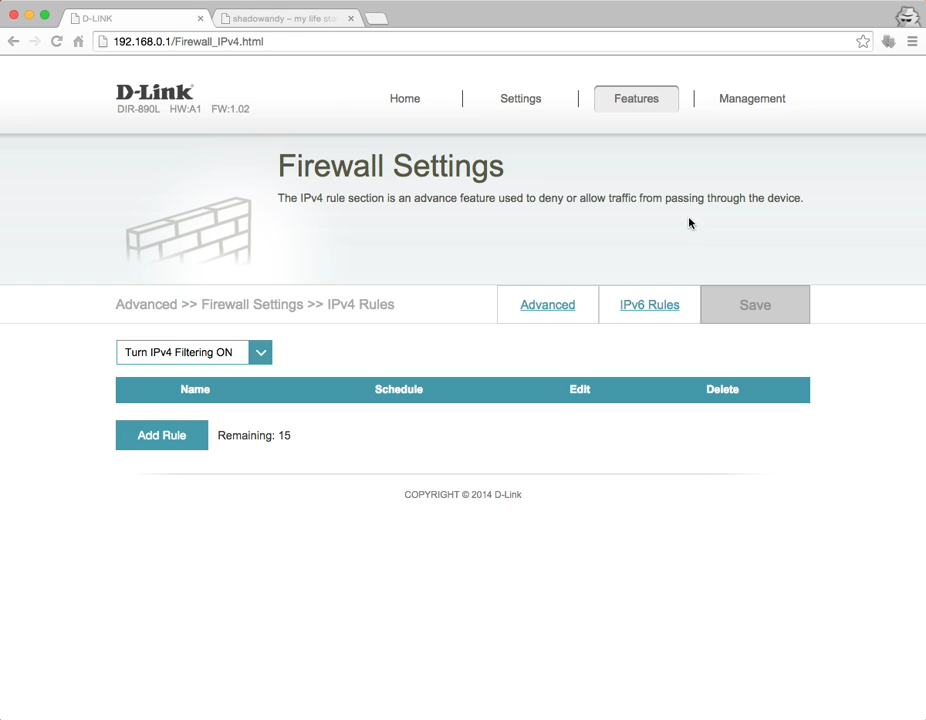 D-LINK
shadowandy – my life sto
192.168.0.1/Firewall_IPv4.html
D-Link
DIR-890L HW:A1 FW:1.02
Home
Settings
Features
Management
Firewall Settings
The IPv4 rule section is an advance feature used to deny or allow traffic from passing through the device.
Advanced >> Firewall Settings >> IPv4 Rules
Advanced
IPv6 Rules
Save
Turn IPv4 Filtering ON
Name Schedule Edit Delete
Add Rule
Remaining: 15
COPYRIGHT © 2014 D-Link